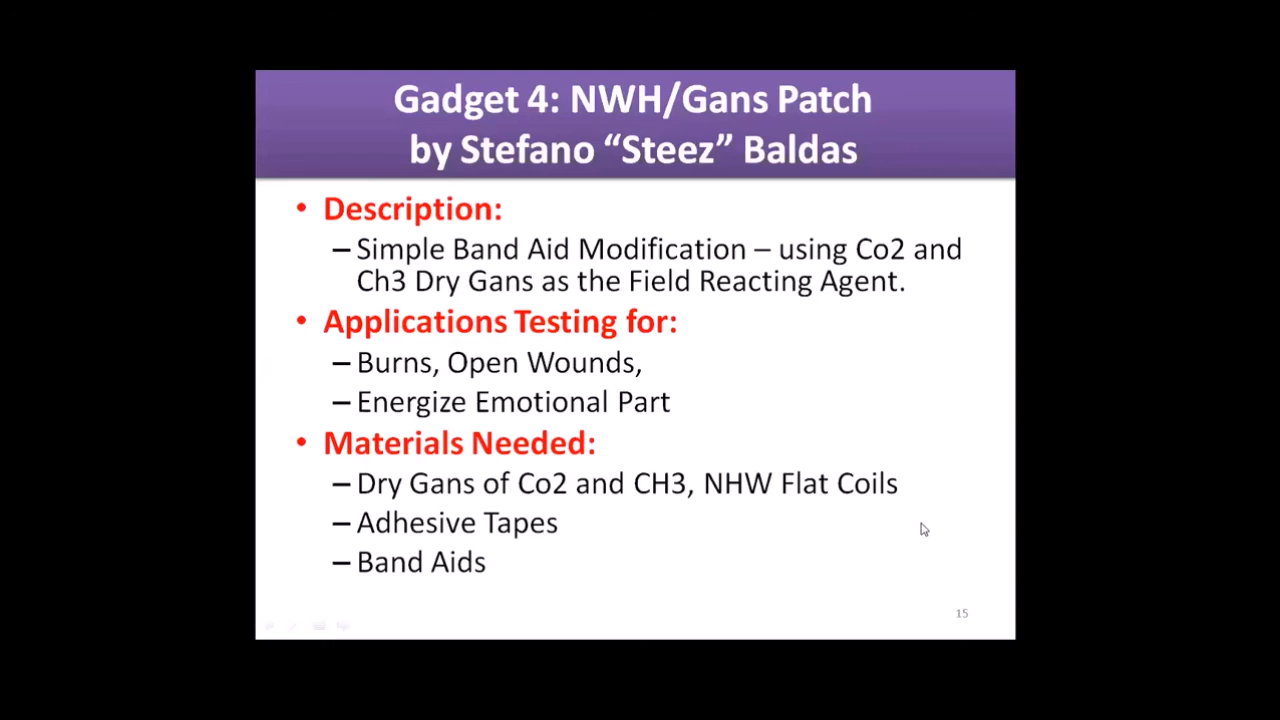 Gadget 4: NWH/Gans Patch
by Stefano “Steez” Baldas
• Description:
– Simple Band Aid Modification – using Co2 and
Ch3 Dry Gans as the Field Reacting Agent.
• Applications Testing for:
– Burns, Open Wounds,
– Energize Emotional Part
• Materials Needed:
– Dry Gans of Co2 and CH3, NHW Flat Coils
– Adhesive Tapes
– Band Aids
15